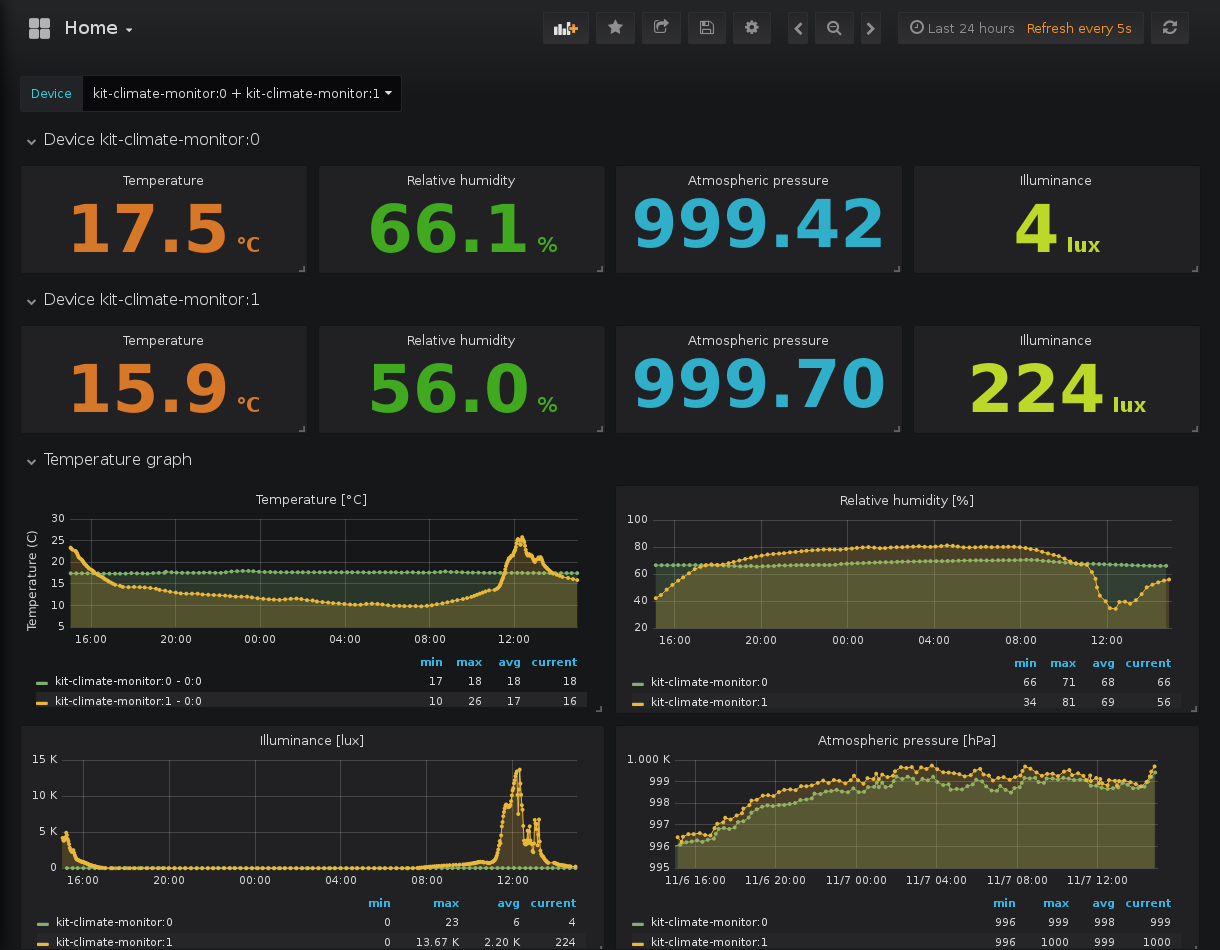 Home
Last 24 hours Refresh every 5s
Device kit-climate-monitor:0 + kit-climate-monitor:1
Device kit-climate-monitor:0
Temperature Relative humidity Atmospheric pressure Illuminance
17.5 °C 66.1 % 999.42 4 lux
Device kit-climate-monitor:1
Temperature Relative humidity Atmospheric pressure Illuminance
15.9 °C 56.0 % 999.70 224 lux
Temperature graph
Temperature [°C]
Temperature (C)
30
25
20
15
10
5
16:00 20:00 00:00 04:00 08:00 12:00
min max avg current
kit-climate-monitor:0 - 0:0 17 18 18 18
kit-climate-monitor:1 - 0:0 10 26 17 16
Relative humidity [%]
100
80
60
40
20
16:00 20:00 00:00 04:00 08:00 12:00
min max avg current
kit-climate-monitor:0 66 71 68 66
kit-climate-monitor:1 34 81 69 56
Illuminance [lux]
15 K
10 K
5 K
0
16:00 20:00 00:00 04:00 08:00 12:00
min max avg current
kit-climate-monitor:0 0 23 6 4
kit-climate-monitor:1 0 13.67 K 2.20 K 224
Atmospheric pressure [hPa]
1.000 K
999
998
997
996
995
11/6 16:00 11/6 20:00 11/7 00:00 11/7 04:00 11/7 08:00 11/7 12:00
min max avg current
kit-climate-monitor:0 996 999 998 999
kit-climate-monitor:1 996 1000 999 1000